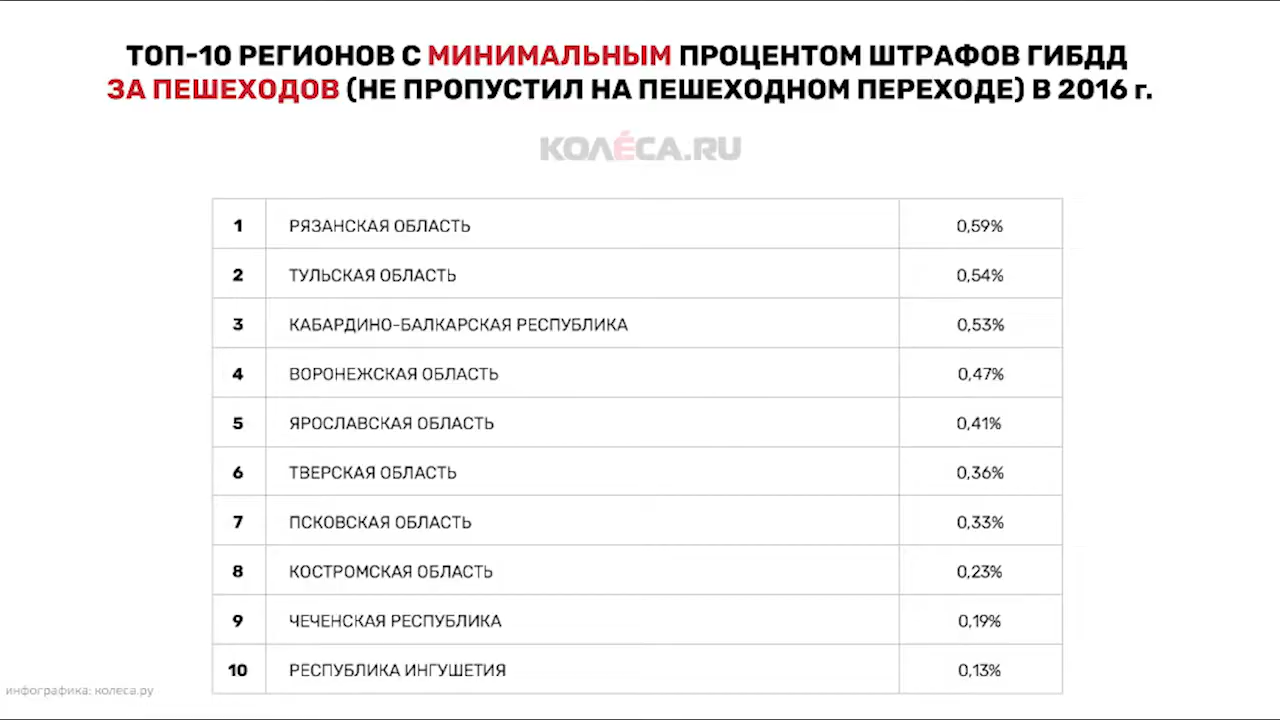 ТОП-10 РЕГИОНОВ С МИНИМАЛЬНЫМ ПРОЦЕНТОМ ШТРАФОВ ГИБДД
ЗА ПЕШЕХОДОВ (НЕ ПРОПУСТИЛ НА ПЕШЕХОДНОМ ПЕРЕХОДЕ) В 2016 г.
КОЛЁСА.RU
1 РЯЗАНСКАЯ ОБЛАСТЬ 0,59%
2 ТУЛЬСКАЯ ОБЛАСТЬ 0,54%
3 КАБАРДИНО-БАЛКАРСКАЯ РЕСПУБЛИКА 0,53%
4 ВОРОНЕЖСКАЯ ОБЛАСТЬ 0,47%
5 ЯРОСЛАВСКАЯ ОБЛАСТЬ 0,41%
6 ТВЕРСКАЯ ОБЛАСТЬ 0,36%
7 ПСКОВСКАЯ ОБЛАСТЬ 0,33%
8 КОСТРОМСКАЯ ОБЛАСТЬ 0,23%
9 ЧЕЧЕНСКАЯ РЕСПУБЛИКА 0,19%
10 РЕСПУБЛИКА ИНГУШЕТИЯ 0,13%
инфографика: колеса.ру